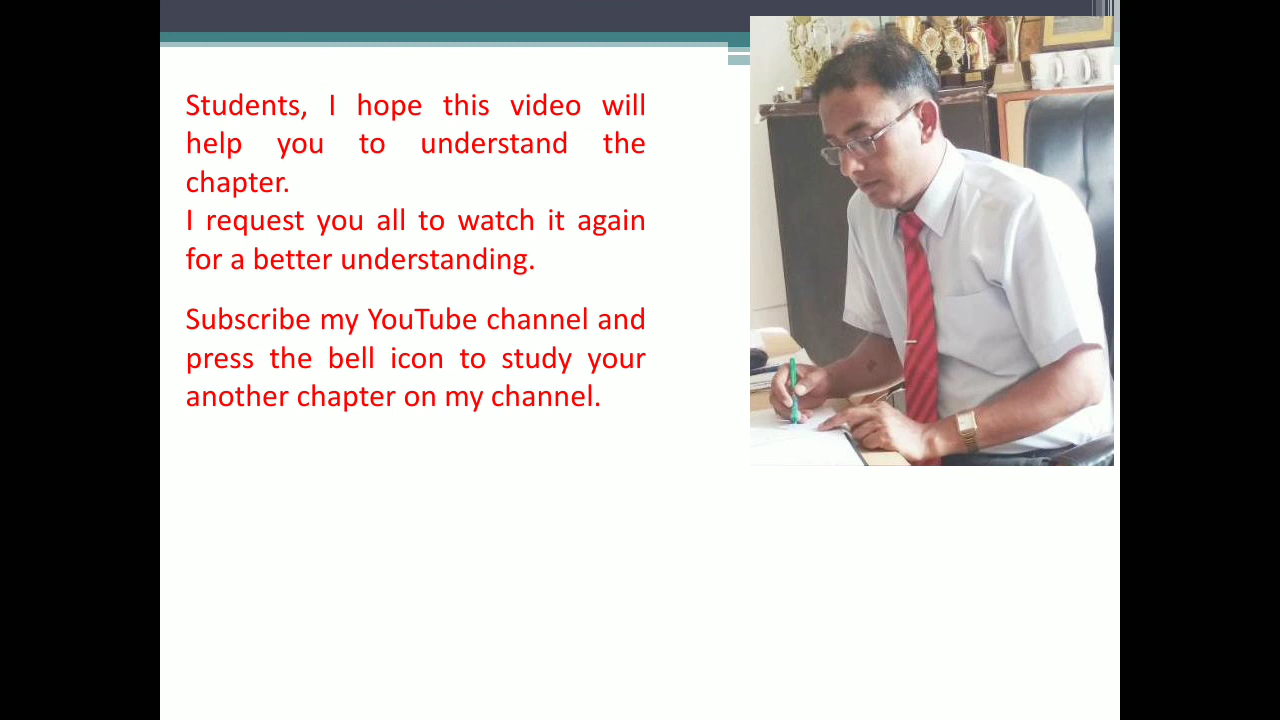 Students, I hope this video will
help you to understand the
chapter.
I request you all to watch it again
for a better understanding.
Subscribe my YouTube channel and
press the bell icon to study your
another chapter on my channel.